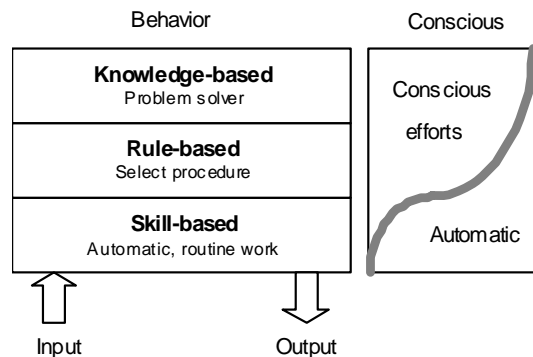 Behavior
Conscious
Knowledge-based
Problem solver
Rule-based
Select procedure
Skill-based
Automatic, routine work
Conscious
efforts
Automatic
Input
Output